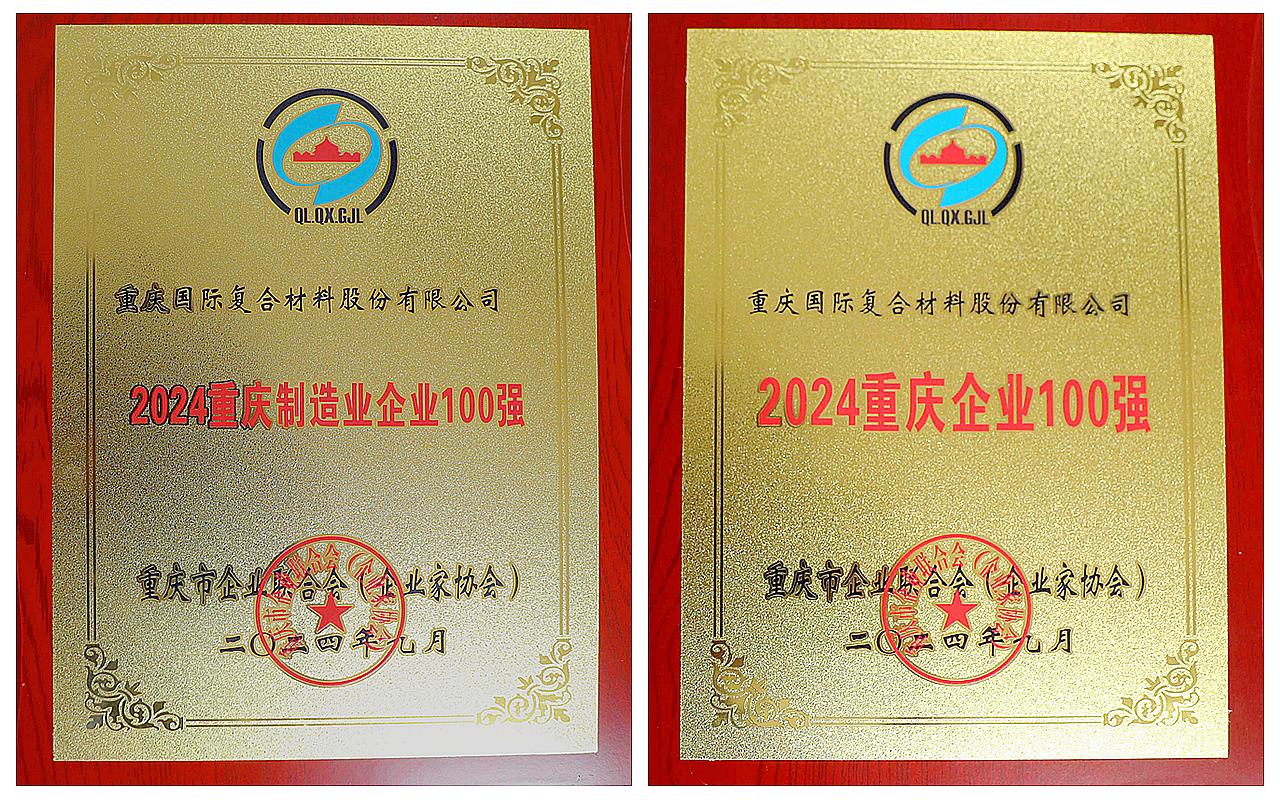 QL.QX.GJL
重庆国际复合材料股份有限公司
2024重庆制造业企业100强
重庆市企业联合会（企业家协会）
二〇二四年九月
QL.QX.GJL
重庆国际复合材料股份有限公司
2024重庆企业100强
重庆市企业联合会（企业家协会）
二〇二四年九月